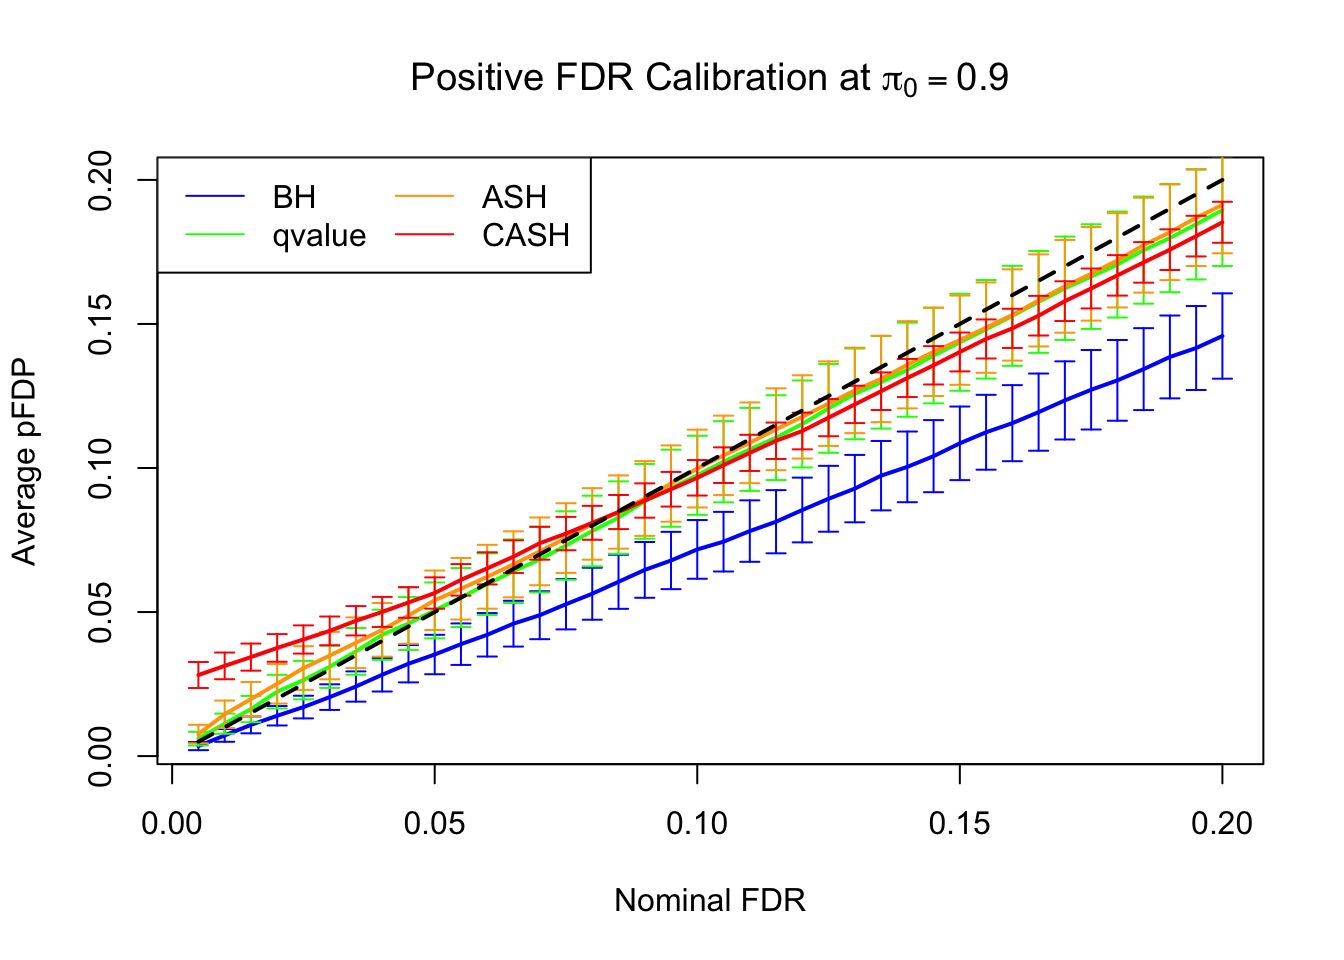 Positive FDR Calibration at π₀ = 0.9
BH ASH
qvalue CASH
Average pFDP
0.20
0.15
0.10
0.05
0.00
0.00 0.05 0.10 0.15 0.20
Nominal FDR